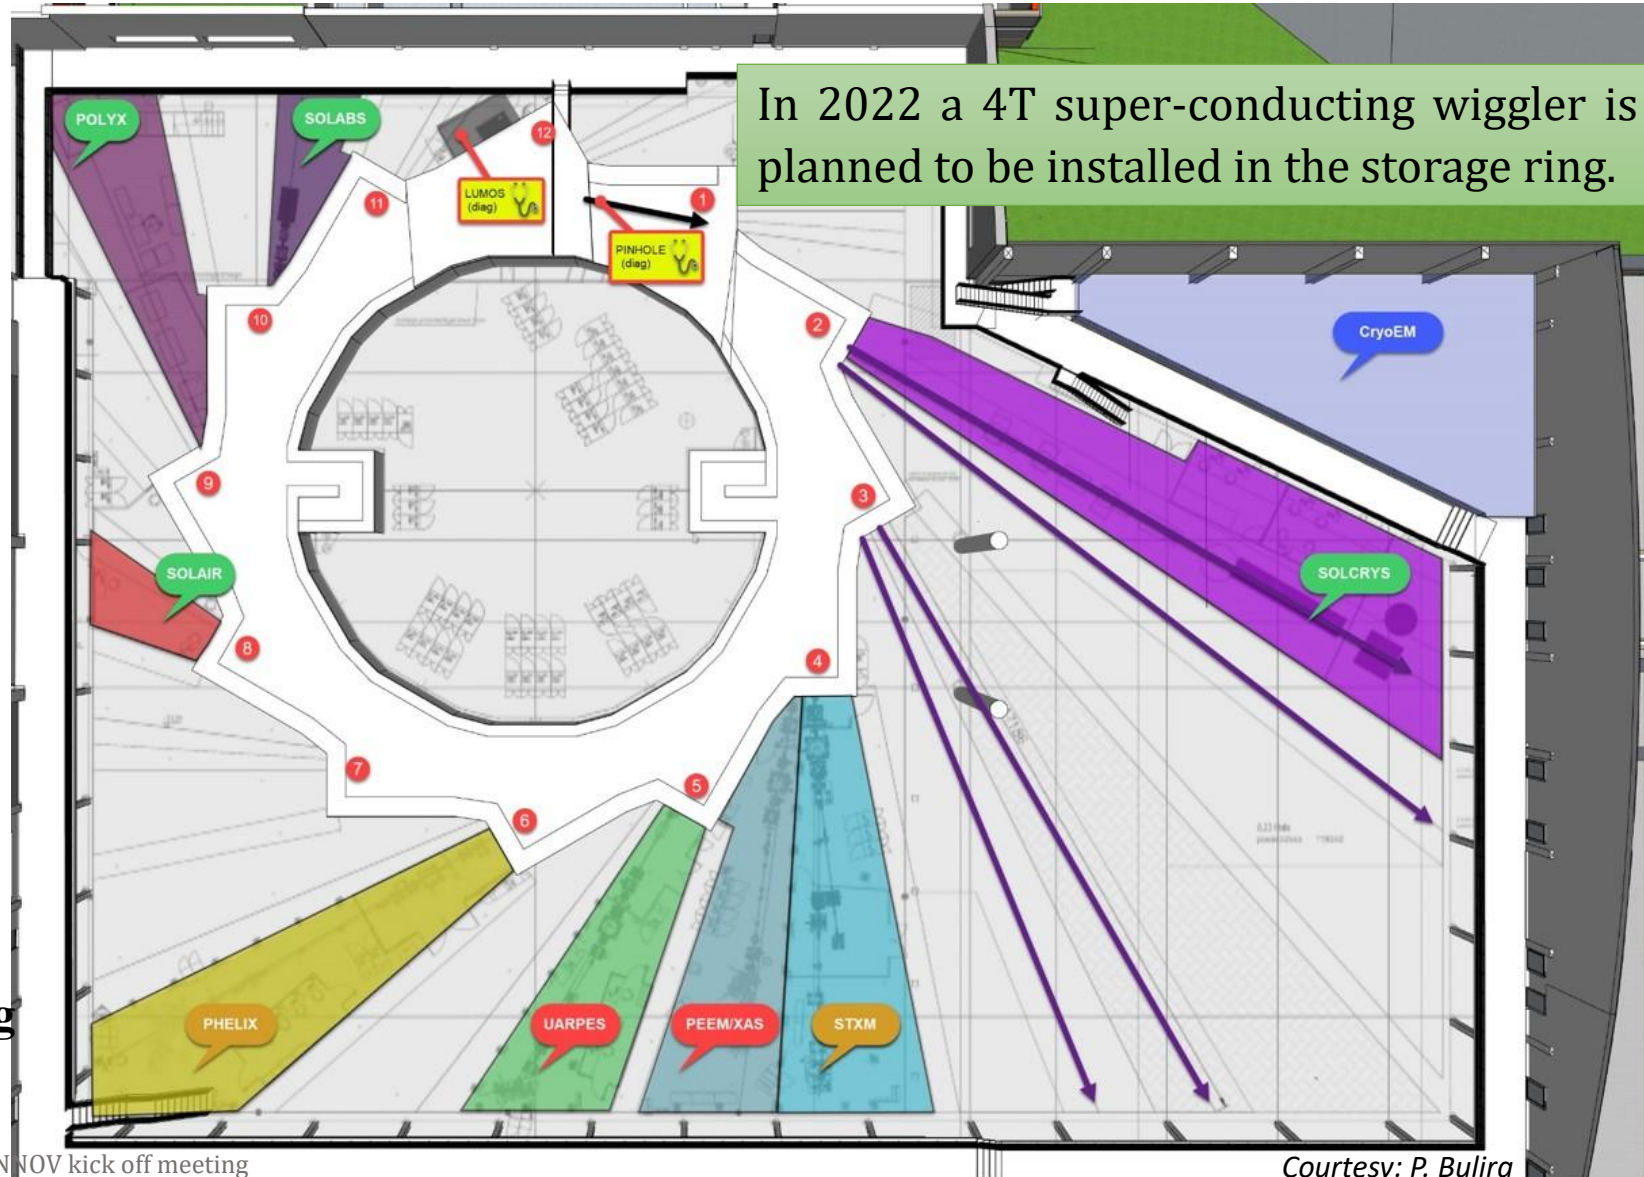 In 2022 a 4T super-conducting wiggler is
planned to be installed in the storage ring.
POLYX
SOLABS
12
11
LUMOS
(diag)
1
PINHOLE
(diag)
10
2
CryoEM
9
3
SOLAIR
SOLCRYS
8
4
7
5
6
g
PHELIX
UARPES
PEEM/XAS
STXM
NNOV kick off meeting
Courtesy: P. Bulira